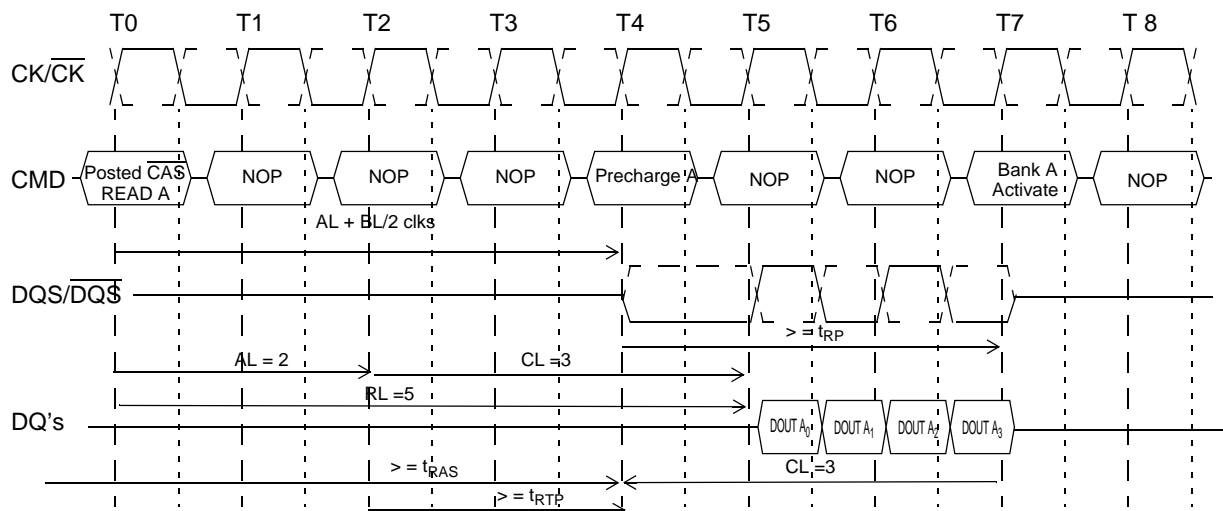 T0 T1 T2 T3 T4 T5 T6 T7 T 8
CK/CK
CMD
Posted CAS
READ A
NOP
NOP
NOP
Precharge A
NOP
NOP
Bank A
Activate
NOP
AL + BL/2 clks
DQS/DQS
> = tRP
AL = 2
CL =3
RL =5
DQ's
DOUT A0
DOUT A1
DOUT A2
DOUT A3
> = tRAS
CL =3
> = tRTP